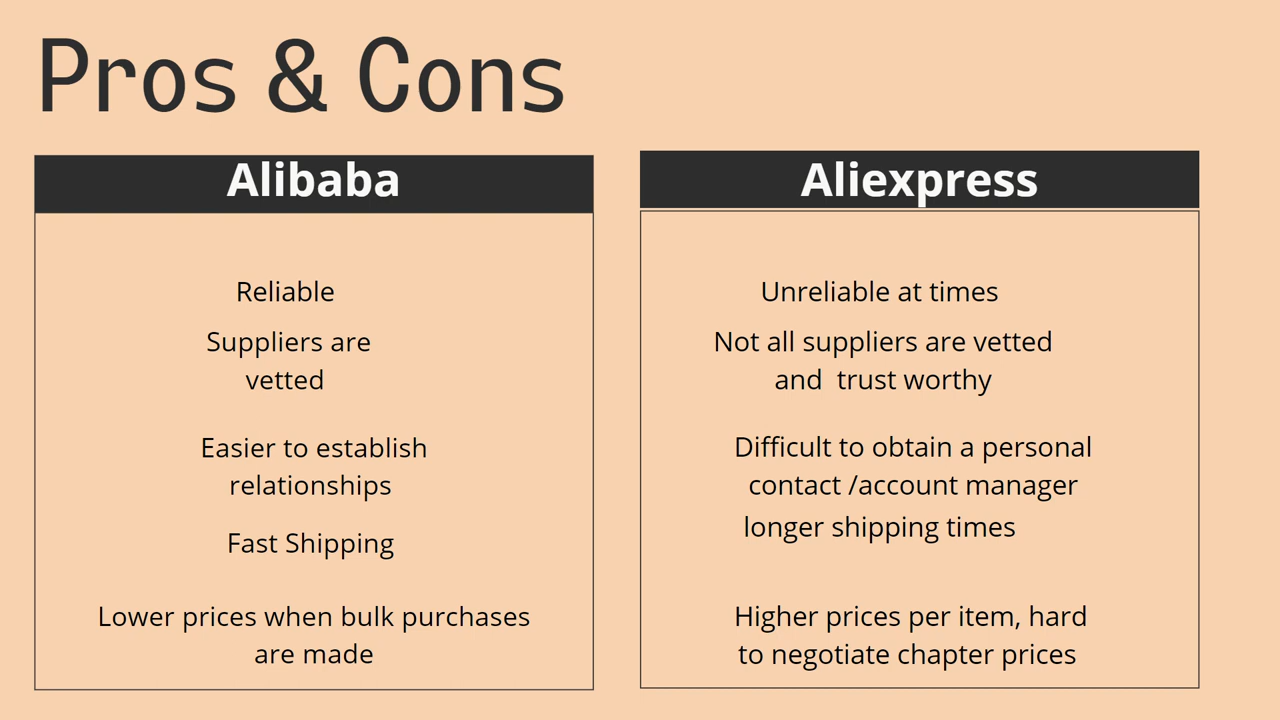 Pros & Cons
Alibaba
Reliable
Suppliers are
vetted
Easier to establish
relationships
Fast Shipping
Lower prices when bulk purchases
are made
Aliexpress
Unreliable at times
Not all suppliers are vetted
and  trust worthy
Difficult to obtain a personal
contact /account manager
longer shipping times
Higher prices per item, hard
to negotiate chapter prices